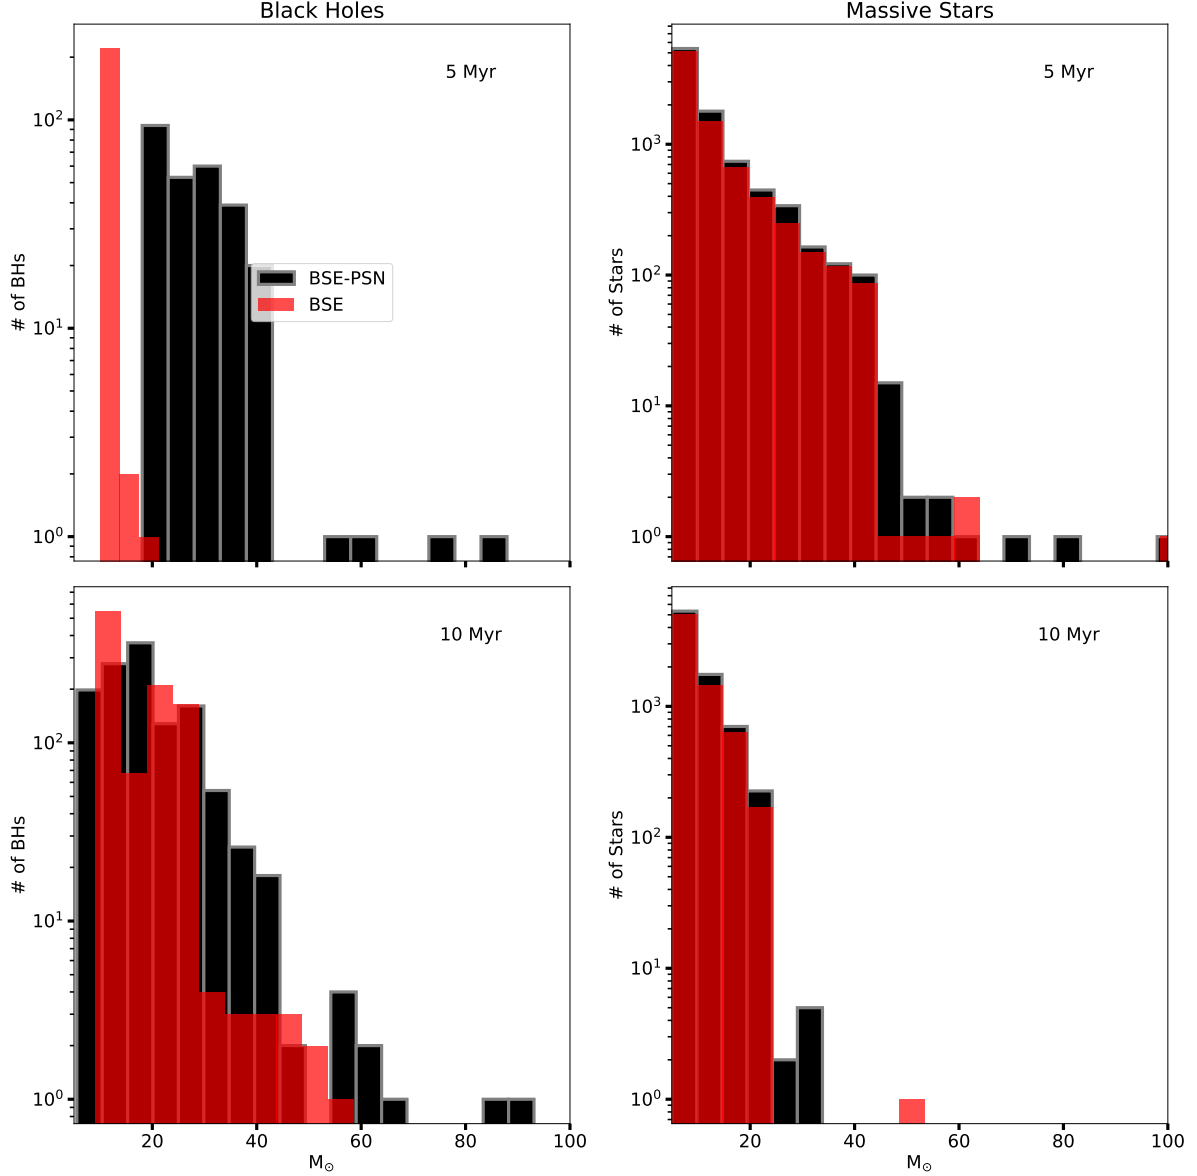 Black Holes
Massive Stars
5 Myr
5 Myr
10²
10¹
10⁰
# of BHs
BSE-PSN
BSE
10³
10²
10¹
10⁰
# of Stars
10 Myr
10 Myr
10²
10¹
10⁰
# of BHs
10³
10²
10¹
10⁰
# of Stars
20 40 60 80 100
20 40 60 80 100
M⊙
M⊙